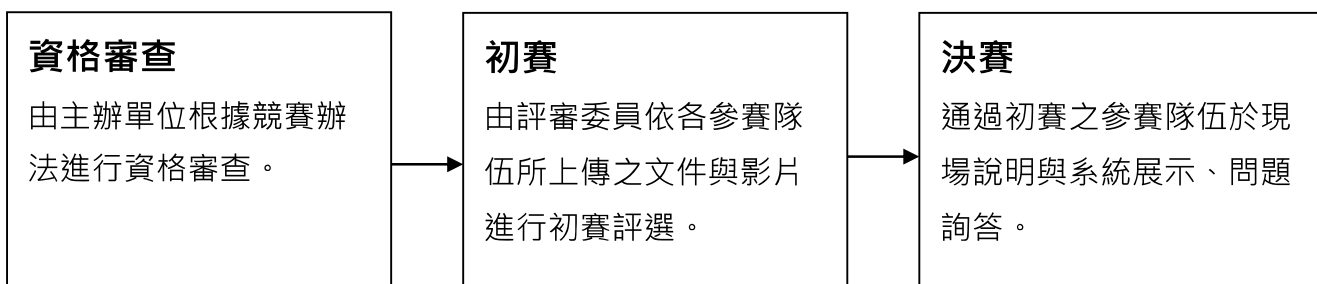 資格審查
由主辦單位根據競賽辦
法進行資格審查。
初賽
由評審委員依各參賽隊
伍所上傳之文件與影片
進行初賽評選。
決賽
通過初賽之參賽隊伍於現
場說明與系統展示、問題
詢答。